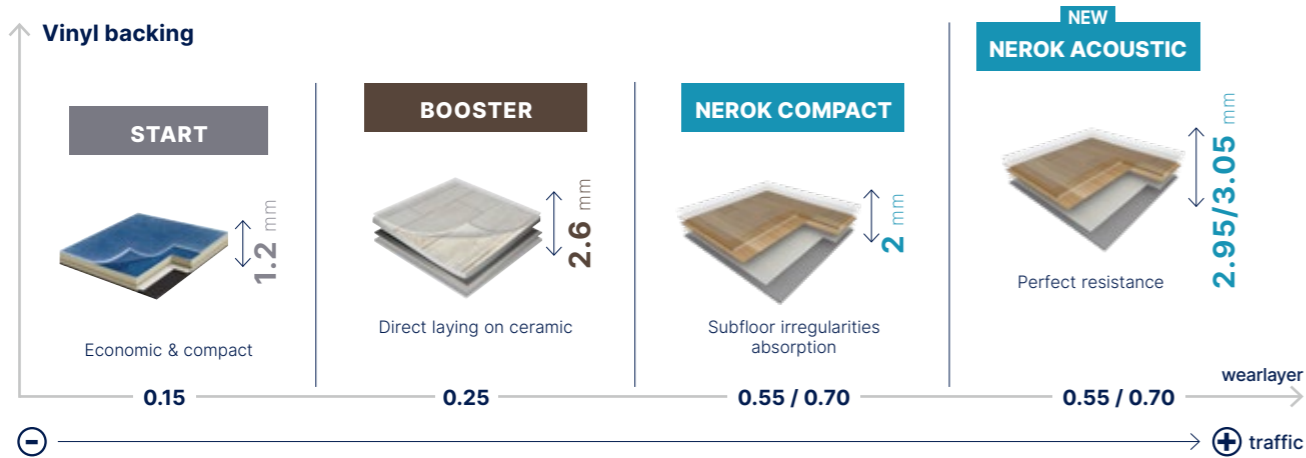 Vinyl backing
START
1.2 mm
Economic & compact
0.15
BOOSTER
2.6 mm
Direct laying on ceramic
0.25
NEROK COMPACT
2 mm
Subfloor irregularities
absorption
0.55 / 0.70
NEW
NEROK ACOUSTIC
2.95/3.05 mm
Perfect resistance
0.55 / 0.70
wearlayer
-
+ traffic